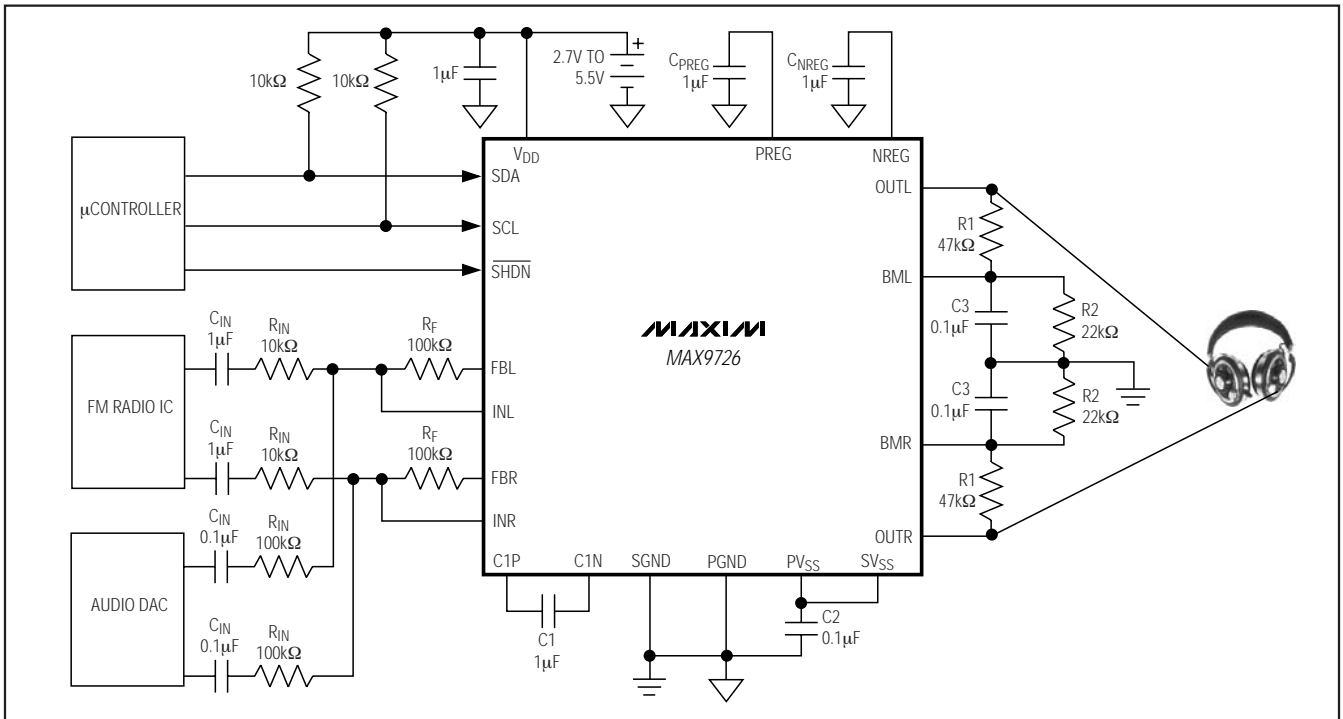 10kΩ
10kΩ
1μF
2.7V TO
5.5V
+
CPREG
1μF
CNREG
1μF
VDD
PREG
NREG
μCONTROLLER
SDA
SCL
SHDN
OUTL
R1
47kΩ
BML
C3
0.1μF
R2
22kΩ
C3
0.1μF
R2
22kΩ
BMR
R1
47kΩ
OUTR
MAXIM
MAX9726
FM RADIO IC
CIN
1μF
RIN
10kΩ
RF
100kΩ
FBL
INL
CIN
1μF
RIN
10kΩ
RF
100kΩ
FBR
INR
AUDIO DAC
CIN
0.1μF
RIN
100kΩ
CIN
0.1μF
RIN
100kΩ
C1P
C1N
SGND
PGND
PVSS
SVSS
C1
1μF
C2
0.1μF